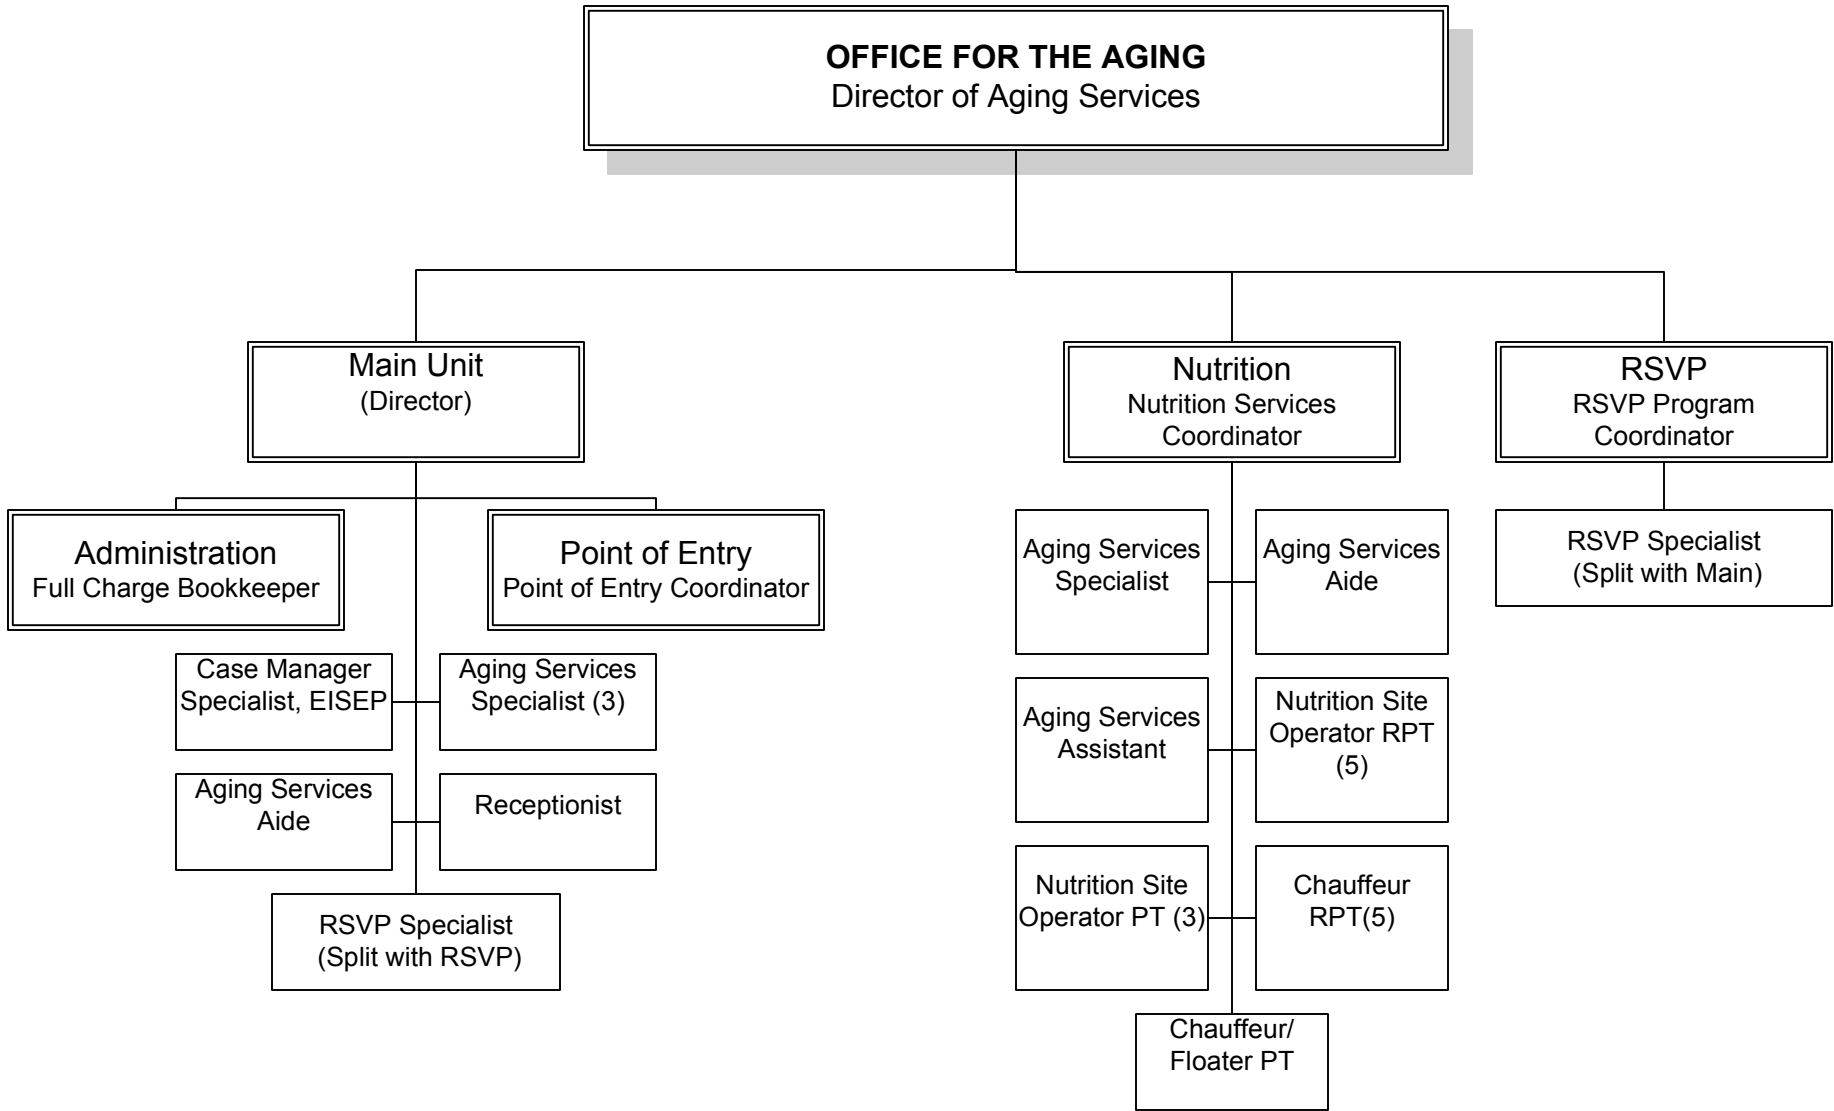 OFFICE FOR THE AGING
Director of Aging Services
Main Unit
(Director)
Nutrition
Nutrition Services
Coordinator
RSVP
RSVP Program
Coordinator
Administration
Full Charge Bookkeeper
Point of Entry
Point of Entry Coordinator
Case Manager
Specialist, EISEP
Aging Services
Specialist (3)
Aging Services
Aide
Receptionist
RSVP Specialist
(Split with RSVP)
Aging Services
Specialist
Aging Services
Aide
Aging Services
Assistant
Nutrition Site
Operator RPT
(5)
Nutrition Site
Operator PT (3)
Chauffeur
RPT(5)
Chauffeur/
Floater PT
RSVP Specialist
(Split with Main)